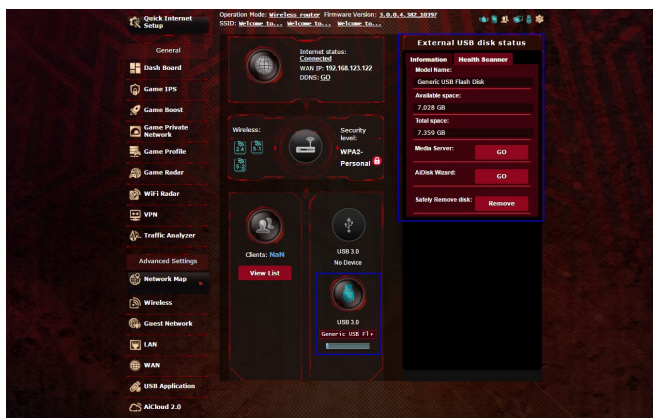 Quick Internet
Setup
General
Dash Board
Game IPS
Game Boost
Game Private
Network
Game Profile
Game Radar
WiFi Radar
VPN
Traffic Analyzer
Advanced Settings
Network Map
Wireless
Guest Network
LAN
WAN
USB Application
AiCloud 2.0
Operation Mode: Wireless router Firmware Version: 3.0.0.4.382_10397
SSID: Welcome to... Welcome to... Welcome to...
Internet status:
Connected
WAN IP: 192.168.123.122
DDNS: GO
Wireless:
2.4
5-1
5-2
Security
level:
WPA2-
Personal
Clients: NaN
View List
USB 3.0
No Device
USB 3.0
Generic USB Fl
External USB disk status
Information Health Scanner
Model Name:
Generic USB Flash Disk
Available space:
7.028 GB
Total space:
7.359 GB
Media Server: GO
AiDisk Wizard: GO
Safely Remove disk: Remove